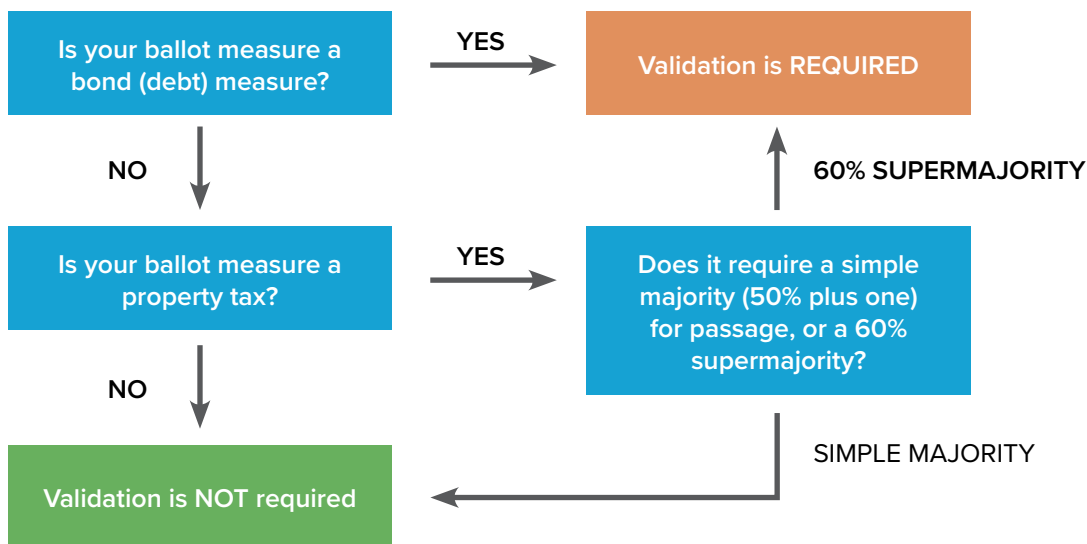 Is your ballot measure a
bond (debt) measure?
YES
Validation is REQUIRED
NO
60% SUPERMAJORITY
Is your ballot measure a
property tax?
YES
Does it require a simple
majority (50% plus one)
for passage, or a 60%
supermajority?
NO
SIMPLE MAJORITY
Validation is NOT required